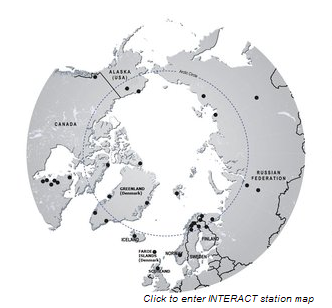 ALASKA
(USA)
Arctic Circle
CANADA
RUSSIAN
FEDERATION
GREENLAND
(Denmark)
ICELAND
FINLAND
NORWAY
SWEDEN
FAROE
ISLANDS
(Denmark)
SCOTLAND
Click to enter INTERACT station map